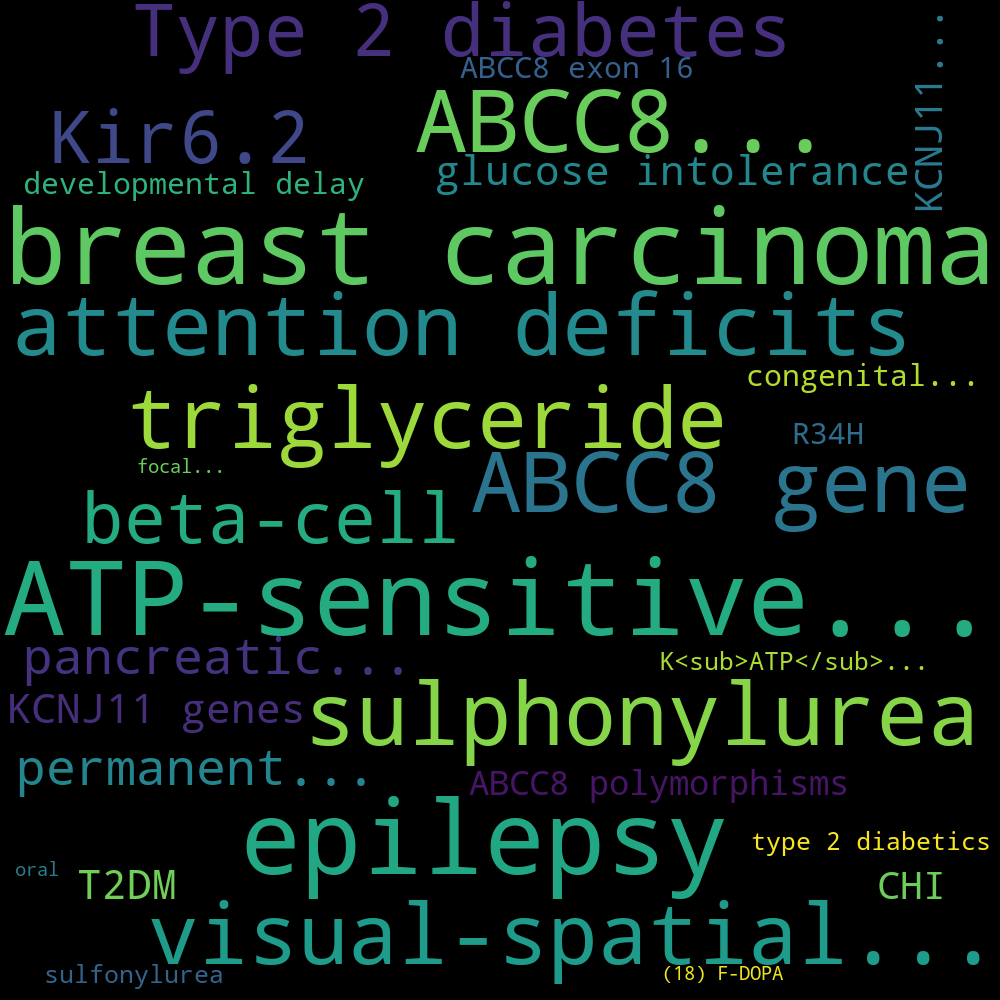 Type 2 diabetes
ABCC8 exon 16
KCNJ11...
Kir6.2
ABCC8...
developmental delay
glucose intolerance
breast carcinoma
attention deficits
congenital...
triglyceride
R34H
focal...
ABCC8 gene
beta-cell
ATP-sensitive...
pancreatic...
K<sub>ATP</sub>...
KCNJ11 genes
sulphonylurea
permanent...
ABCC8 polymorphisms
epilepsy
type 2 diabetics
oral
T2DM
CHI
visual-spatial...
sulfonylurea
(18) F-DOPA